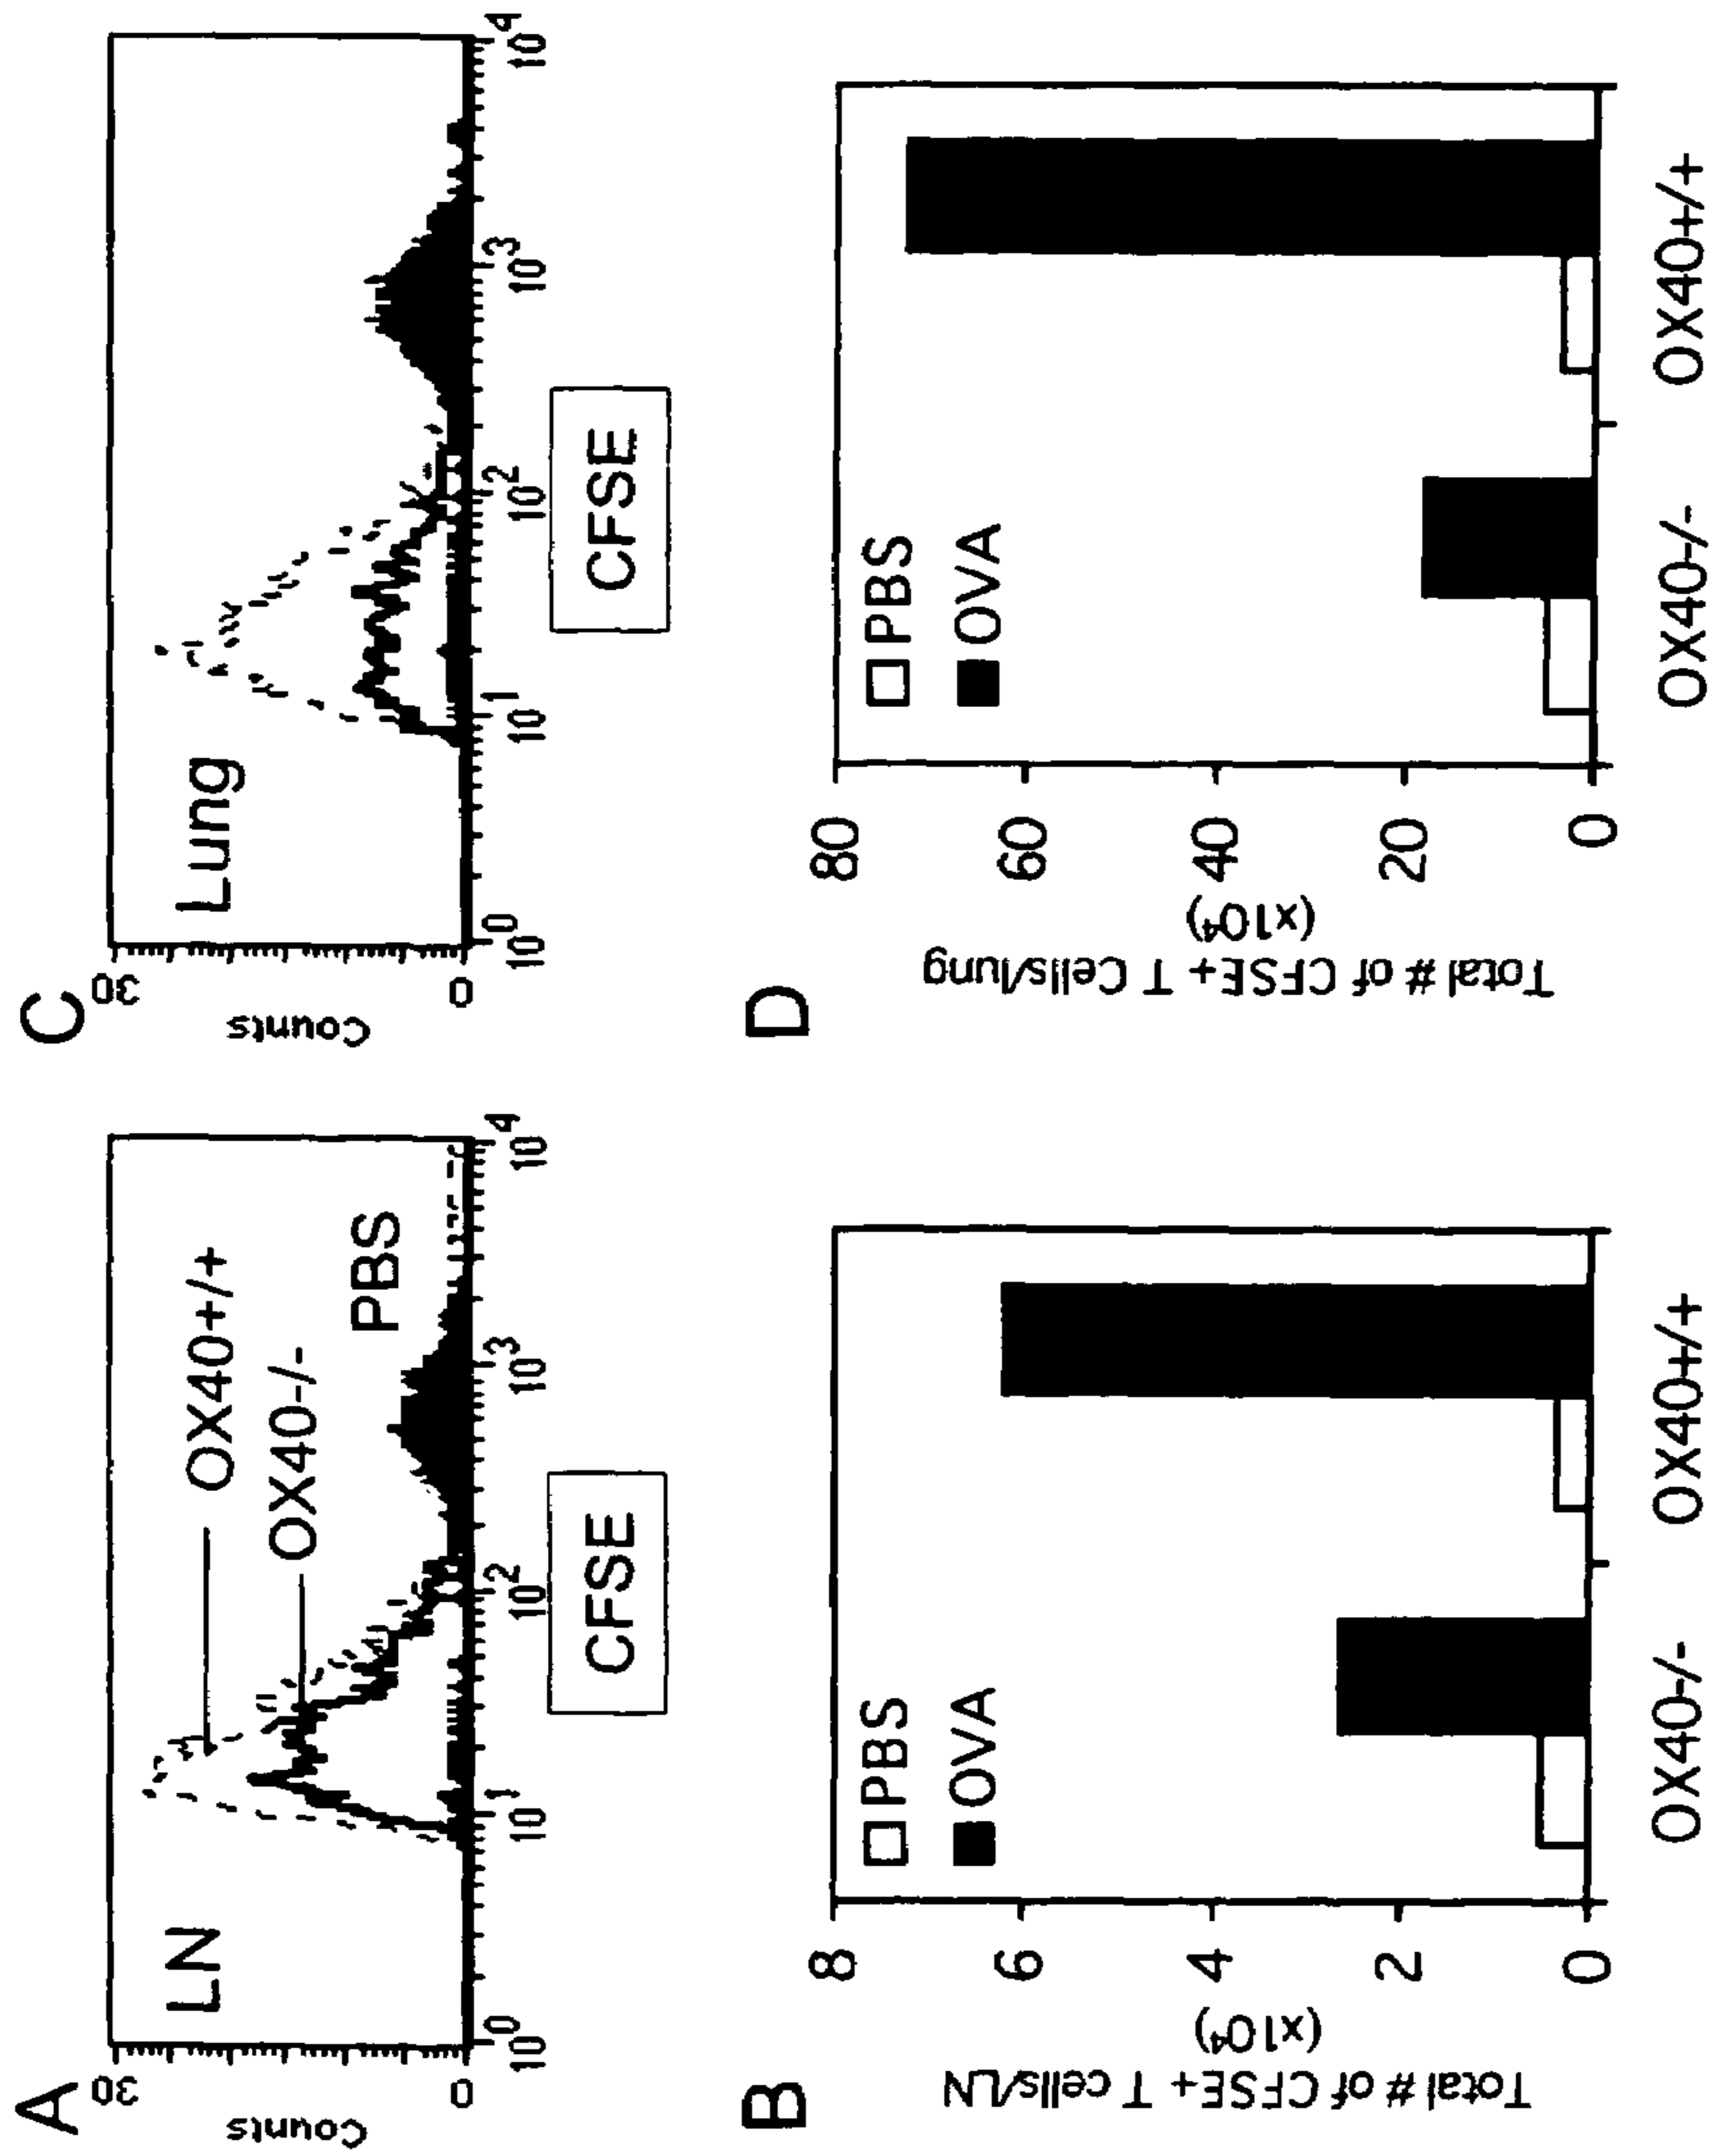 A
30
0
Counts
LN
OX40+/+
OX40-/-
PBS
10^0 10^1 10^2 10^3 10^4
CFSE
B
Total # of CFSE+ T cells/LN
(x10^4)
8
6
4
2
0
PBS
OVA
OX40-/- OX40+/+
C
30
0
Counts
Lung
10^0 10^1 10^2 10^3 10^4
CFSE
D
Total # of CFSE+ T Cells/lung
(x10^4)
80
60
40
20
0
PBS
OVA
OX40-/- OX40+/+